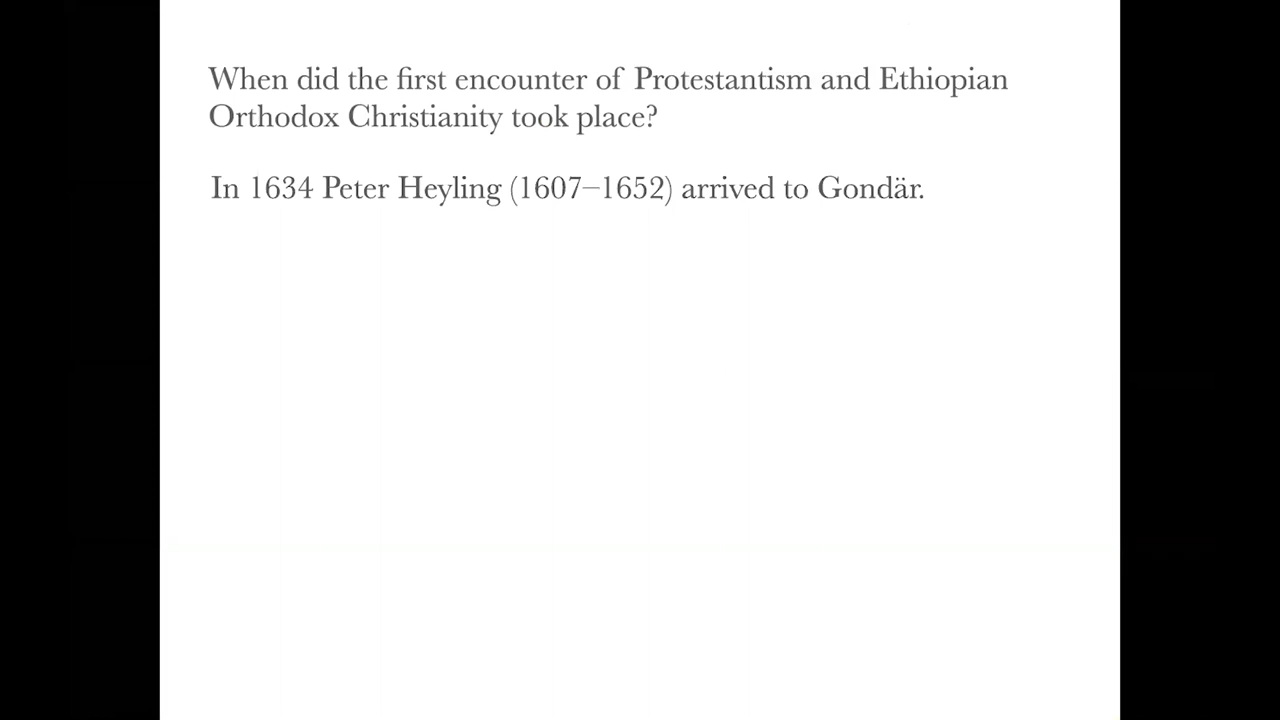 When did the first encounter of Protestantism and Ethiopian
Orthodox Christianity took place?
In 1634 Peter Heyling (1607–1652) arrived to Gondär.